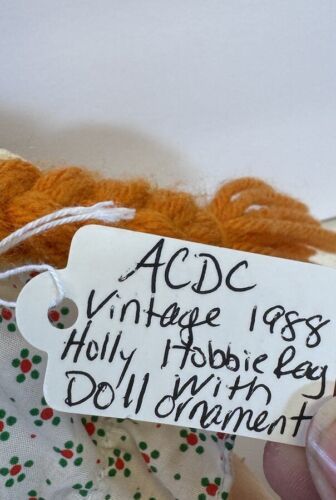 ACDC
Vintage 1988
Holly Hobbie Rag
Doll With
Ornament